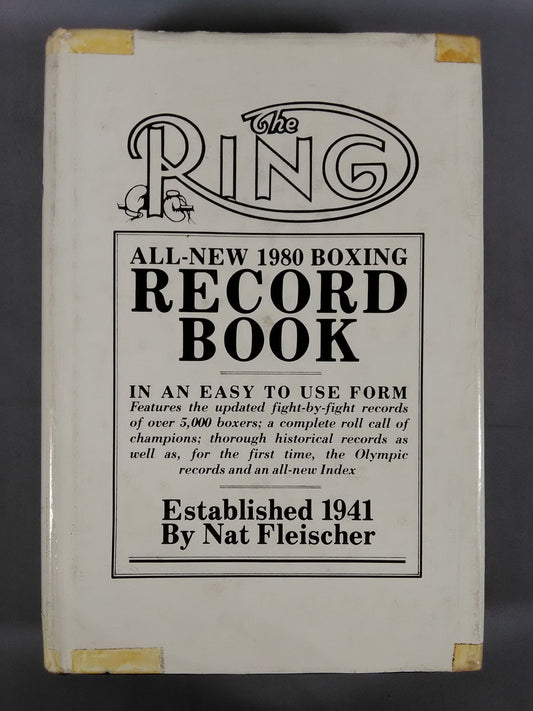 The
RING
ALL-NEW 1980 BOXING
RECORD
BOOK
IN AN EASY TO USE FORM
Features the updated fight-by-fight records
of over 5,000 boxers; a complete roll call of
champions; thorough historical records as
well as, for the first time, the Olympic
records and an all-new Index
Established 1941
By Nat Fleischer